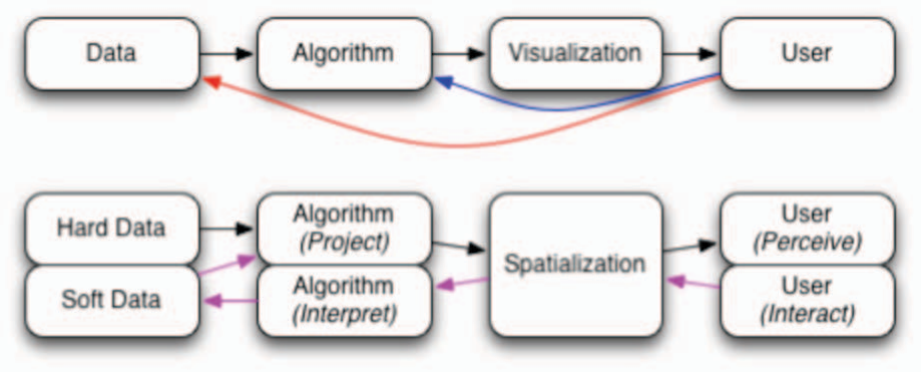 Data
Algorithm
Visualization
User
Hard Data
Algorithm
(Project)
Spatialization
User
(Perceive)
Soft Data
Algorithm
(Interpret)
User
(Interact)